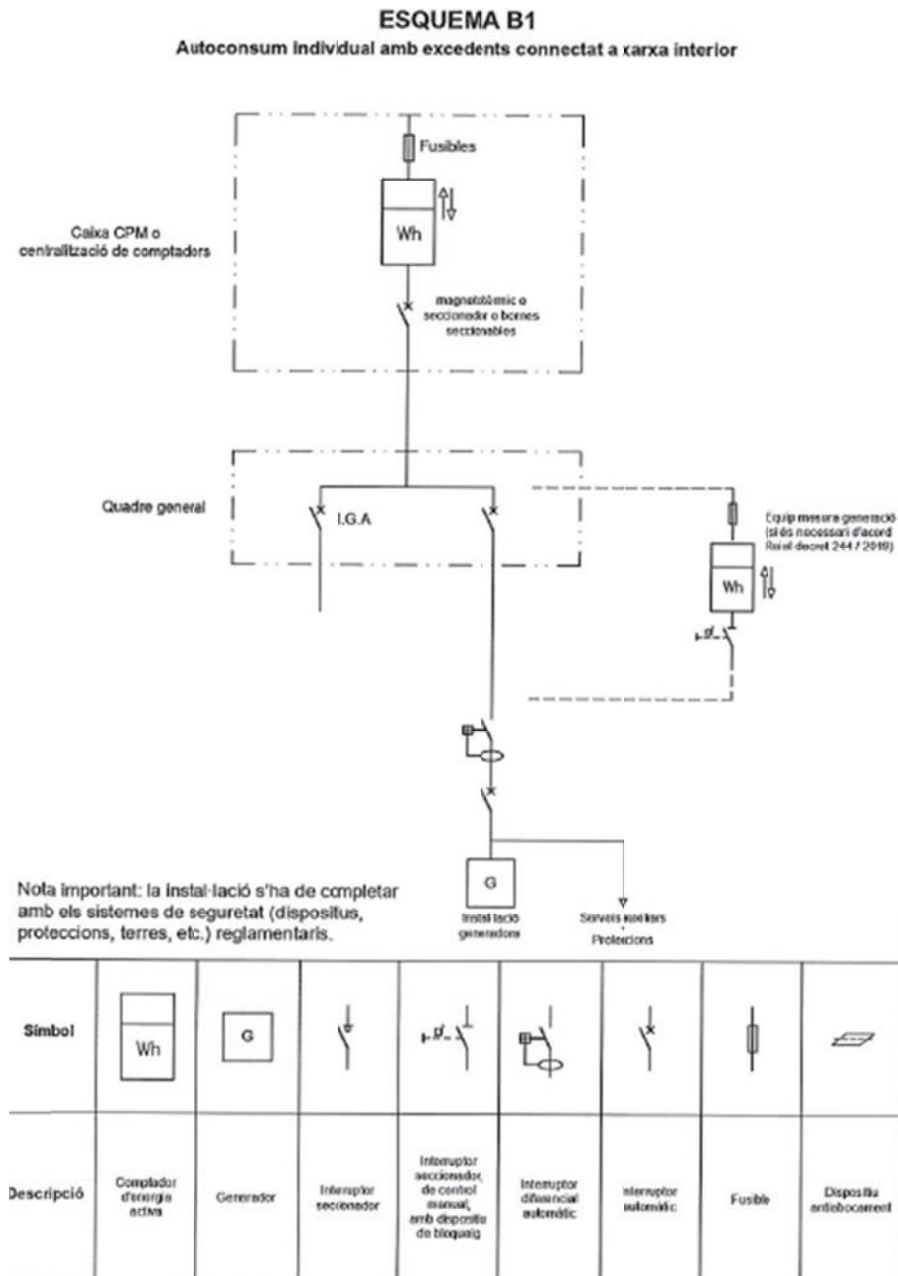 ESQUEMA B1
Autoconsum individual amb excedents connectat a xarxa interior
Fusibles
Wh
Caixa CPM o
centralització de comptadors
magnetotèrmic o
seccionador o bornes
seccionables
Quadre general
I.G.A
Equip mesura generació
(si és necessari d'acord
Reial decret 244 / 2019)
Wh
G
Instal·lació
generadora
Serveis auxiliars
+
Proteccions
Nota important: la instal·lació s'ha de completar
amb els sistemes de seguretat (dispositus,
proteccions, terres, etc.) reglamentaris.
Símbol
Wh
G
Descripció
Comptador
d'energia
activa
Generador
Interruptor
seccionador
Interruptor
seccionador,
de control
manual,
amb dispositiu
de bloqueig
Interruptor
diferencial
automàtic
Interruptor
automàtic
Fusible
Dispositiu
antiabocament